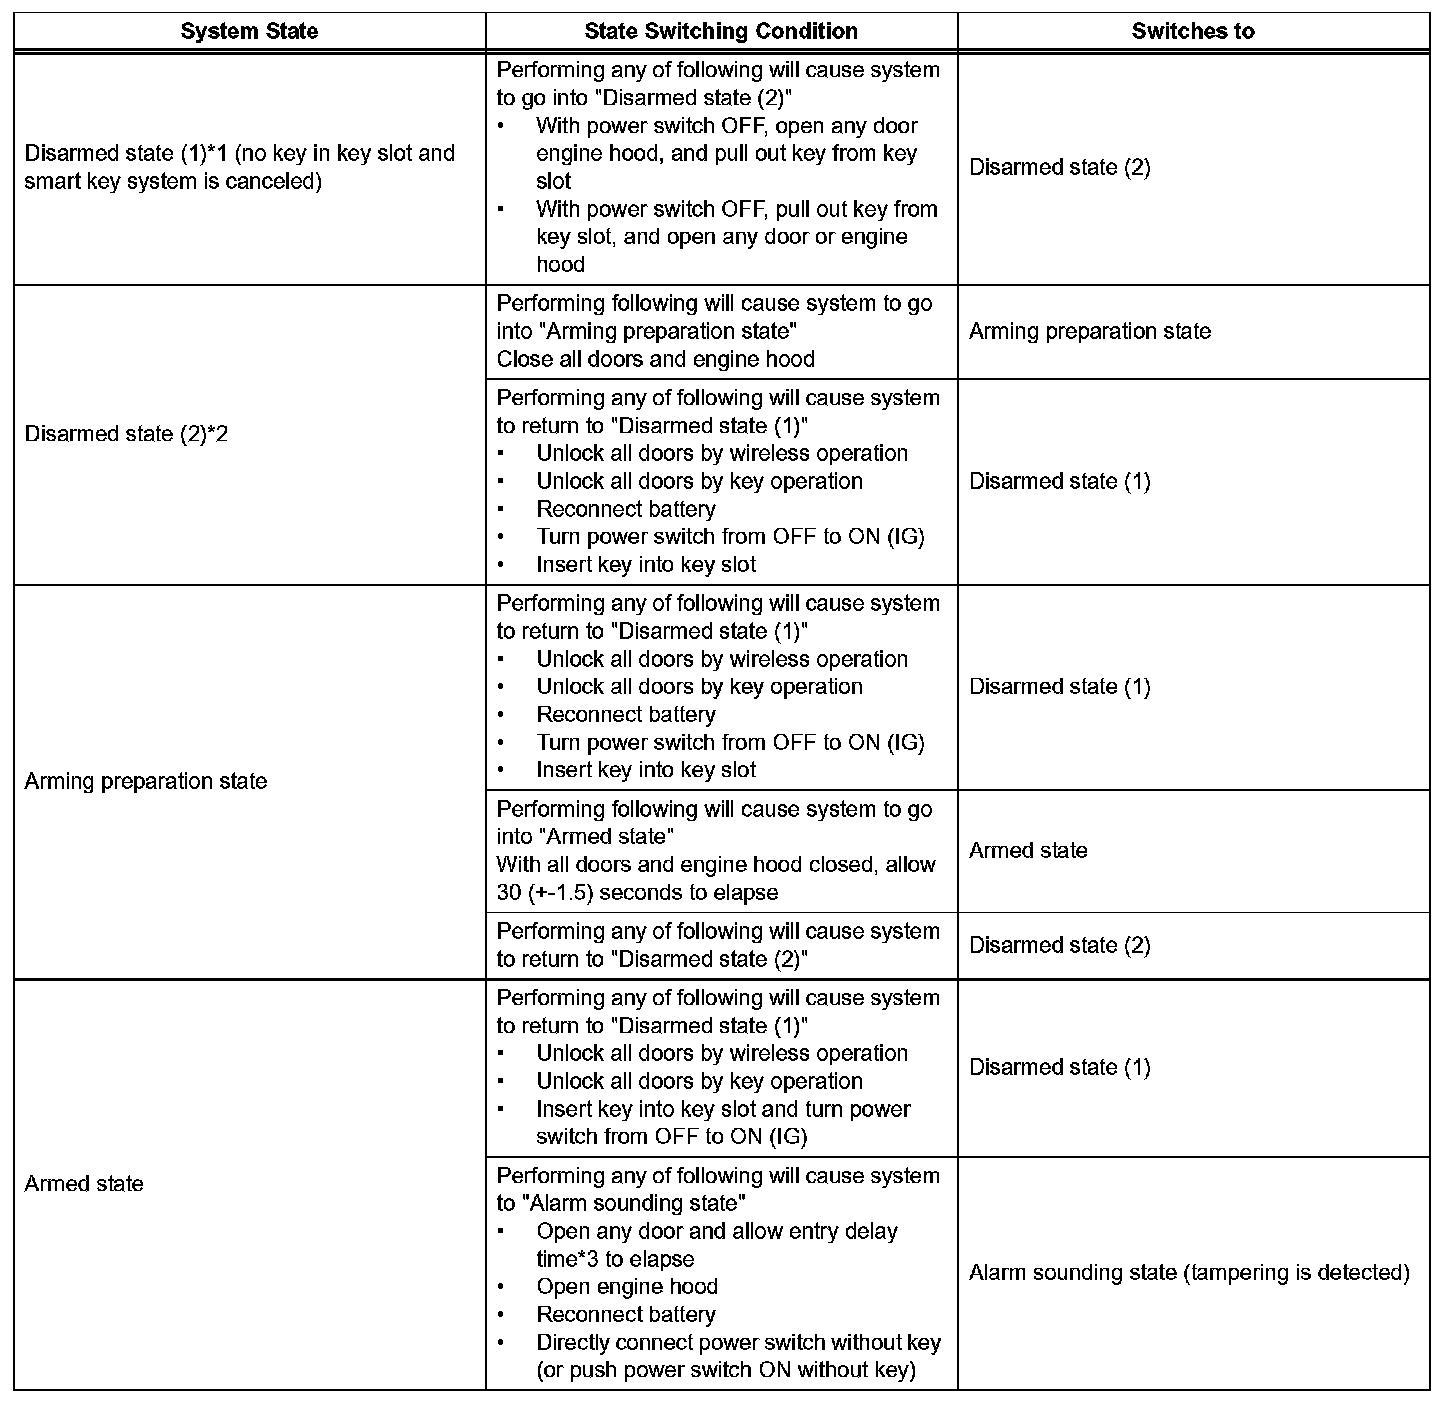 System State
State Switching Condition
Switches to
Disarmed state (1)*1 (no key in key slot and
smart key system is canceled)
Performing any of following will cause system
to go into "Disarmed state (2)"
• With power switch OFF, open any door
engine hood, and pull out key from key
slot
• With power switch OFF, pull out key from
key slot, and open any door or engine
hood
Disarmed state (2)
Disarmed state (2)*2
Performing following will cause system to go
into "Arming preparation state"
Close all doors and engine hood
Arming preparation state
Performing any of following will cause system
to return to "Disarmed state (1)"
• Unlock all doors by wireless operation
• Unlock all doors by key operation
• Reconnect battery
• Turn power switch from OFF to ON (IG)
• Insert key into key slot
Disarmed state (1)
Arming preparation state
Performing any of following will cause system
to return to "Disarmed state (1)"
• Unlock all doors by wireless operation
• Unlock all doors by key operation
• Reconnect battery
• Turn power switch from OFF to ON (IG)
• Insert key into key slot
Disarmed state (1)
Performing following will cause system to go
into "Armed state"
With all doors and engine hood closed, allow
30 (+-1.5) seconds to elapse
Armed state
Performing any of following will cause system
to return to "Disarmed state (2)"
Disarmed state (2)
Armed state
Performing any of following will cause system
to return to "Disarmed state (1)"
• Unlock all doors by wireless operation
• Unlock all doors by key operation
• Insert key into key slot and turn power
switch from OFF to ON (IG)
Disarmed state (1)
Performing any of following will cause system
to "Alarm sounding state"
• Open any door and allow entry delay
time*3 to elapse
• Open engine hood
• Reconnect battery
• Directly connect power switch without key
(or push power switch ON without key)
Alarm sounding state (tampering is detected)